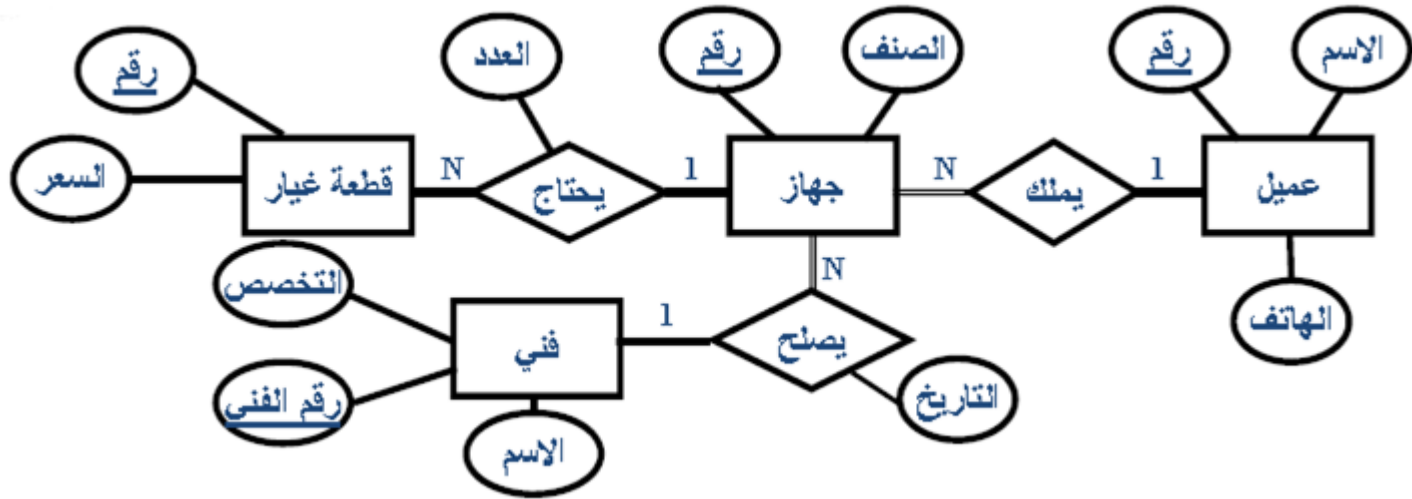 الاسم
رقم
الصنف
رقم
العدد
رقم
عميل
1
يملك
N
جهاز
1
يحتاج
N
قطعة غيار
السعر
الهاتف
N
يصلح
1
فني
التخصص
التاريخ
رقم الفني
الاسم